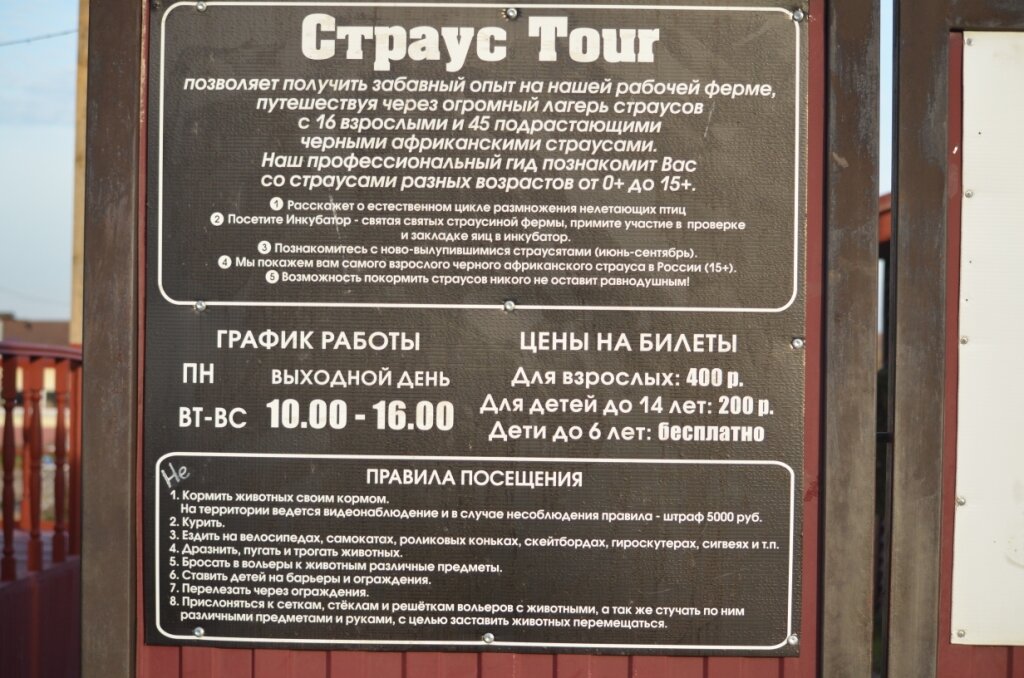 Страус Tour
позволяет получить забавный опыт на нашей рабочей ферме,
путешествуя через огромный лагерь страусов
с 16 взрослыми и 45 подрастающими
черными африканскими страусами.
Наш профессиональный гид познакомит Вас
со страусами разных возрастов от 0+ до 15+.
1 Расскажет о естественном цикле размножения нелетающих птиц
2 Посетите Инкубатор - святая святых страусиной фермы, примите участие в проверке
и закладке яиц в инкубатор.
3 Познакомитесь с ново-вылупившимися страусятами (июнь-сентябрь).
4 Мы покажем вам самого взрослого черного африканского страуса в России (15+).
5 Возможность покормить страусов никого не оставит равнодушным!
ГРАФИК РАБОТЫ
ПН ВЫХОДНОЙ ДЕНЬ
ВТ-ВС 10.00 - 16.00
ЦЕНЫ НА БИЛЕТЫ
Для взрослых: 400 р.
Для детей до 14 лет: 200 р.
Дети до 6 лет: бесплатно
ПРАВИЛА ПОСЕЩЕНИЯ
Не
1. Кормить животных своим кормом.
На территории ведется видеонаблюдение и в случае несоблюдения правила - штраф 5000 руб.
2. Курить.
3. Ездить на велосипедах, самокатах, роликовых коньках, скейтбордах, гироскутерах, сигвеях и т.п.
4. Дразнить, пугать и трогать животных.
5. Бросать в вольеры к животным различные предметы.
6. Ставить детей на барьеры и ограждения.
7. Перелезать через ограждения.
8. Прислоняться к сеткам, стёклам и решёткам вольеров с животными, а так же стучать по ним
различными предметами и руками, с целью заставить животных перемещаться.